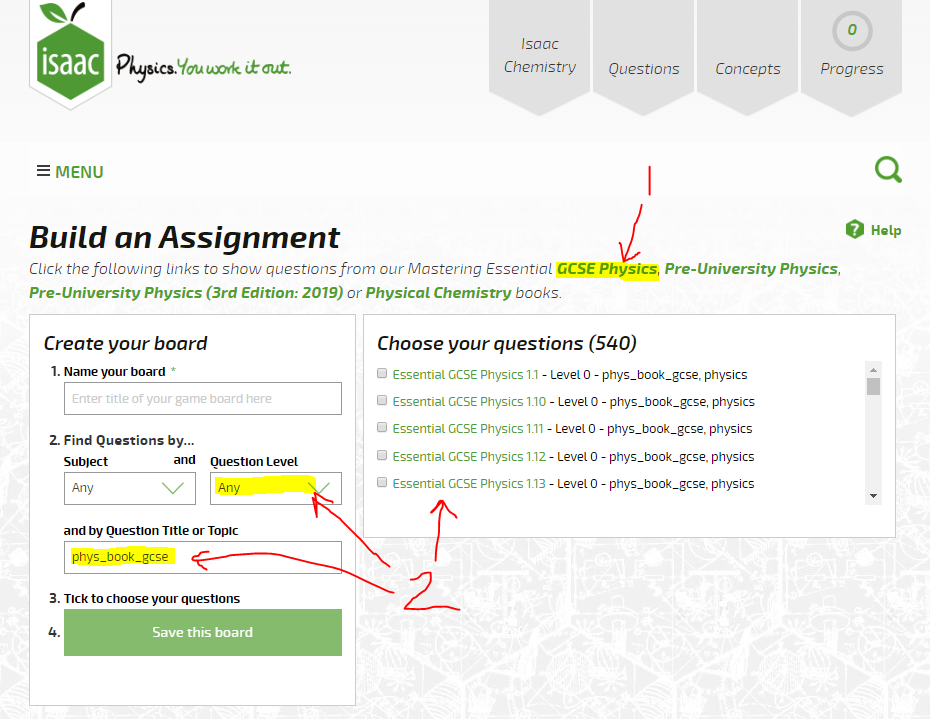 isaac
Physics. You work it out.
Isaac Chemistry
Questions
Concepts
0
Progress
MENU
1
Build an Assignment
Help
Click the following links to show questions from our Mastering Essential GCSE Physics, Pre-University Physics,
Pre-University Physics (3rd Edition: 2019) or Physical Chemistry books.
Create your board
1. Name your board *
Enter title of your game board here
2. Find Questions by...
Subject and Question Level
Any Any
and by Question Title or Topic
phys_book_gcse
3. Tick to choose your questions
4. Save this board
Choose your questions (540)
Essential GCSE Physics 1.1 - Level 0 - phys_book_gcse, physics
Essential GCSE Physics 1.10 - Level 0 - phys_book_gcse, physics
Essential GCSE Physics 1.11 - Level 0 - phys_book_gcse, physics
Essential GCSE Physics 1.12 - Level 0 - phys_book_gcse, physics
Essential GCSE Physics 1.13 - Level 0 - phys_book_gcse, physics
2